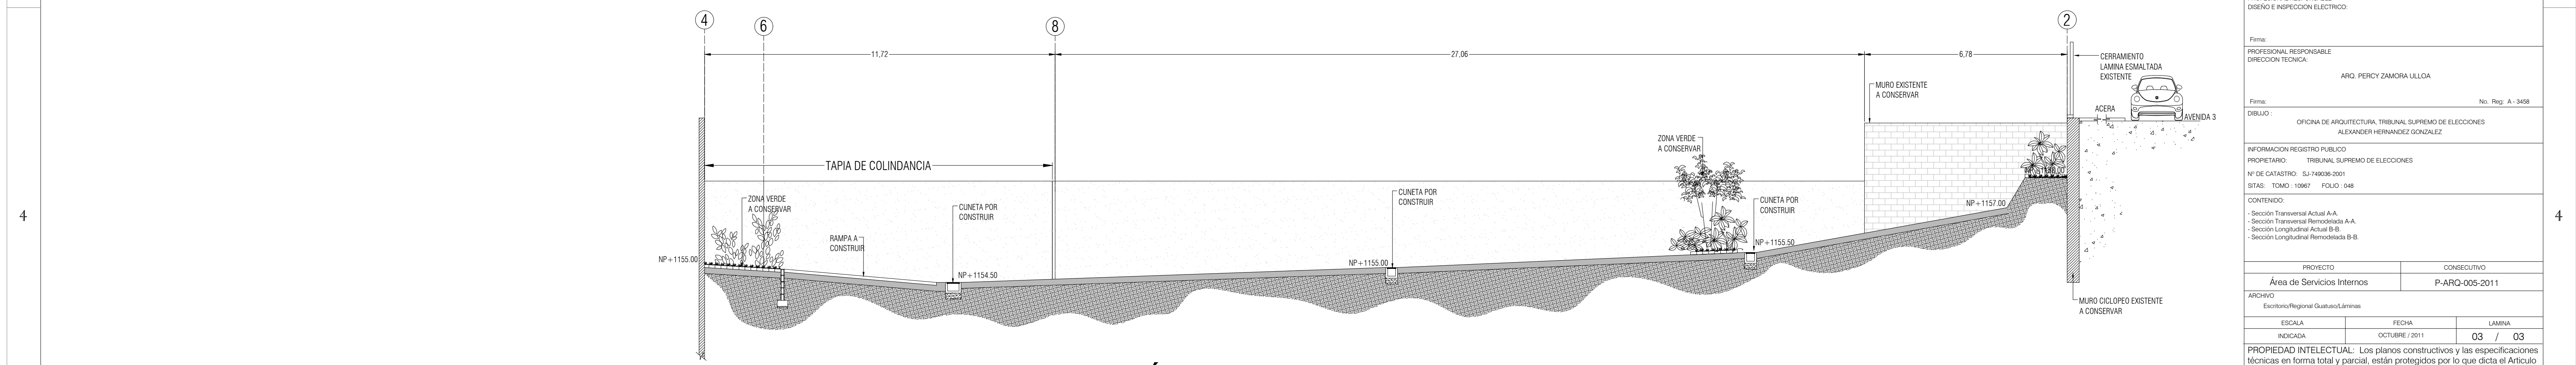 4
6
8
2
11,72
27,06
6,78
CERRAMIENTO
LAMINA ESMALTADA
EXISTENTE
MURO EXISTENTE
A CONSERVAR
ACERA
AVENIDA 3
ZONA VERDE
A CONSERVAR
TAPIA DE COLINDANCIA
ZONA VERDE
A CONSERVAR
CUNETA POR
CONSTRUIR
CUNETA POR
CONSTRUIR
CUNETA POR
CONSTRUIR
RAMPA A
CONSTRUIR
NP+1157.00
NP+1155.50
NP+1155.00
NP+1155.00
NP+1154.50
MURO CICLOPEO EXISTENTE
A CONSERVAR
4
4
DISEÑO E INSPECCION ELECTRICO:
Firma:
PROFESIONAL RESPONSABLE
DIRECCION TECNICA:
ARQ. PERCY ZAMORA ULLOA
Firma: No. Reg: A - 3458
DIBUJO :
OFICINA DE ARQUITECTURA, TRIBUNAL SUPREMO DE ELECCIONES
ALEXANDER HERNANDEZ GONZALEZ
INFORMACION REGISTRO PUBLICO
PROPIETARIO: TRIBUNAL SUPREMO DE ELECCIONES
N° DE CATASTRO: SJ-749036-2001
SITAS: TOMO : 10967 FOLIO : 048
CONTENIDO:
- Sección Transversal Actual A-A.
- Sección Transversal Remodelada A-A.
- Sección Longitudinal Actual B-B.
- Sección Longitudinal Remodelada B-B.
PROYECTO CONSECUTIVO
Área de Servicios Internos P-ARQ-005-2011
ARCHIVO
Escritorio/Regional Guatuso/Láminas
ESCALA FECHA LAMINA
INDICADA OCTUBRE / 2011 03 / 03
PROPIEDAD INTELECTUAL: Los planos constructivos y las especificaciones
técnicas en forma total y parcial, están protegidos por lo que dicta el Articulo